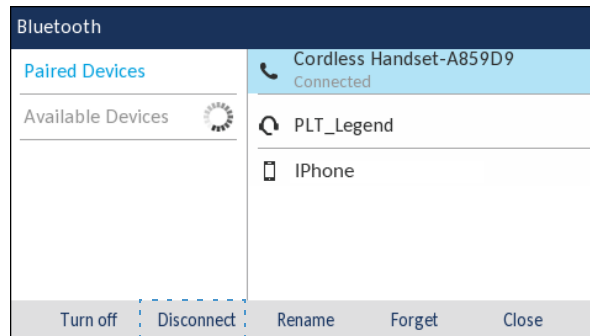 Bluetooth
Paired Devices
Available Devices
Cordless Handset-A859D9
Connected
PLT_Legend
IPhone
Turn off Disconnect Rename Forget Close